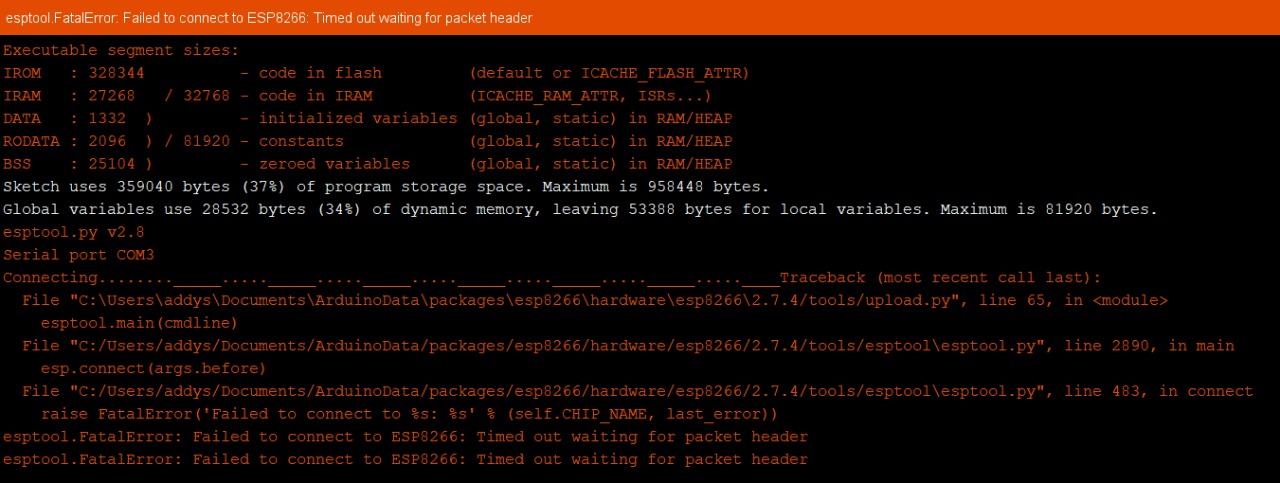 esptool.FatalError: Failed to connect to ESP8266: Timed out waiting for packet header
Executable segment sizes:
IROM   : 328344          - code in flash         (default or ICACHE_FLASH_ATTR)
IRAM   : 27268   / 32768 - code in IRAM          (ICACHE_RAM_ATTR, ISRs...)
DATA   : 1332  )         - initialized variables (global, static) in RAM/HEAP
RODATA : 2096  ) / 81920 - constants             (global, static) in RAM/HEAP
BSS    : 25104 )         - zeroed variables      (global, static) in RAM/HEAP
Sketch uses 359040 bytes (37%) of program storage space. Maximum is 958448 bytes.
Global variables use 28532 bytes (34%) of dynamic memory, leaving 53388 bytes for local variables. Maximum is 81920 bytes.
esptool.py v2.8
Serial port COM3
Connecting........_____....._____....._____....._____....._____....._____.....____Traceback (most recent call last):
  File "C:\Users\addys\Documents\ArduinoData\packages\esp8266\hardware\esp8266\2.7.4/tools/upload.py", line 65, in <module>
    esptool.main(cmdline)
  File "C:/Users/addys/Documents/ArduinoData/packages/esp8266/hardware/esp8266/2.7.4/tools/esptool\esptool.py", line 2890, in main
    esp.connect(args.before)
  File "C:/Users/addys/Documents/ArduinoData/packages/esp8266/hardware/esp8266/2.7.4/tools/esptool\esptool.py", line 483, in connect
    raise FatalError('Failed to connect to %s: %s' % (self.CHIP_NAME, last_error))
esptool.FatalError: Failed to connect to ESP8266: Timed out waiting for packet header
esptool.FatalError: Failed to connect to ESP8266: Timed out waiting for packet header